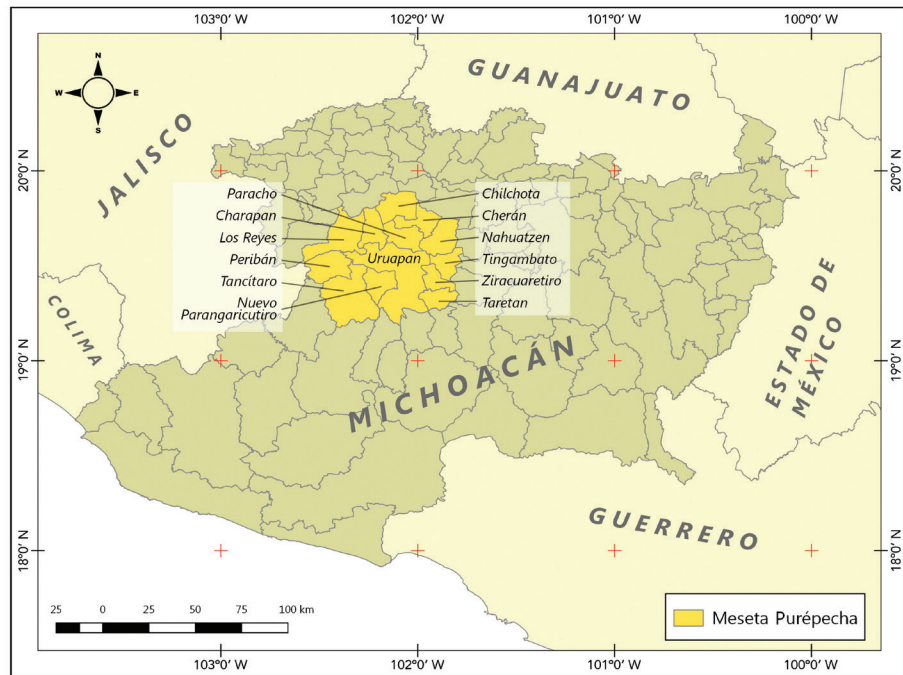 103°0' W 102°0' W 101°0' W 100°0' W
N
W E
S
GUANAJUATO
JALISCO
20°0' N
20°0' N
Paracho
Charapan
Los Reyes
Peribán
Tancítaro
Nuevo
Parangaricutiro
Uruapan
Chilchota
Cherán
Nahuatzen
Tingambato
Ziracuaretiro
Taretan
COLIMA
ESTADO DE
MÉXICO
19°0' N
19°0' N
MICHOACÁN
GUERRERO
18°0' N
18°0' N
25 0 25 50 75 100 km
Meseta Purépecha
103°0' W 102°0' W 101°0' W 100°0' W